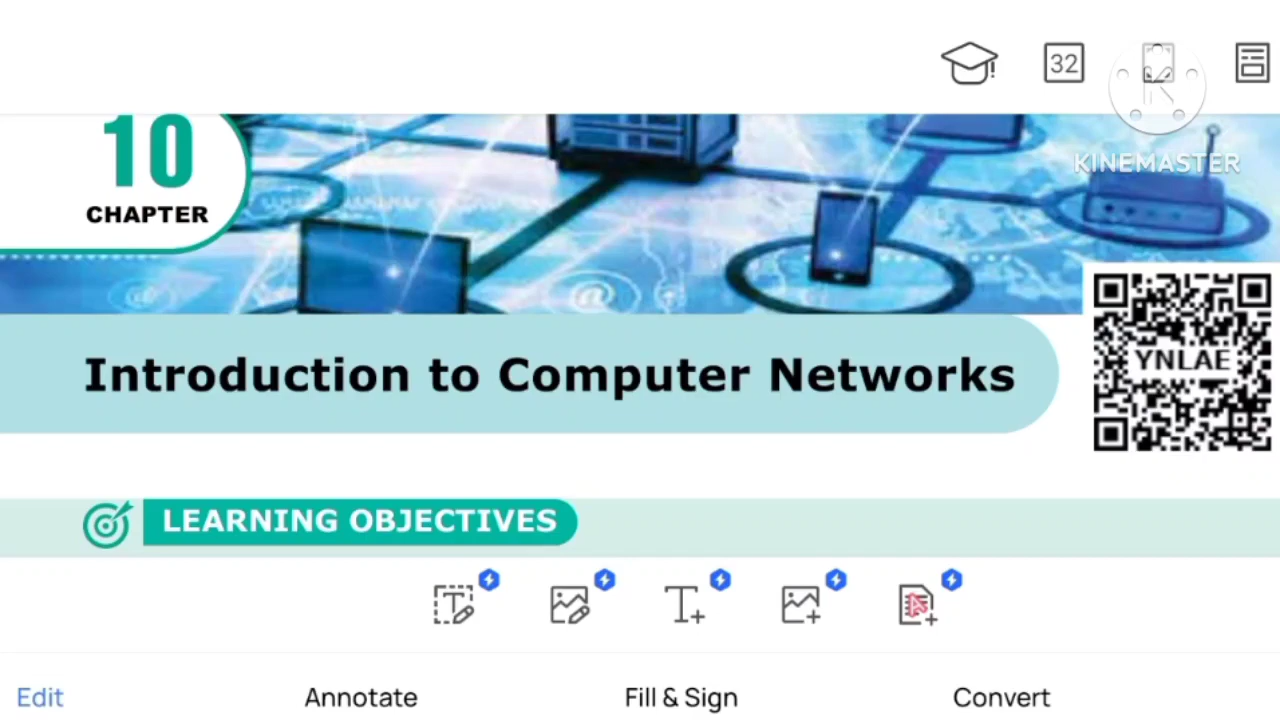 32
KINEMASTER
10
CHAPTER
@
YNLAE
Introduction to Computer Networks
LEARNING OBJECTIVES
Edit
Annotate
Fill & Sign
Convert